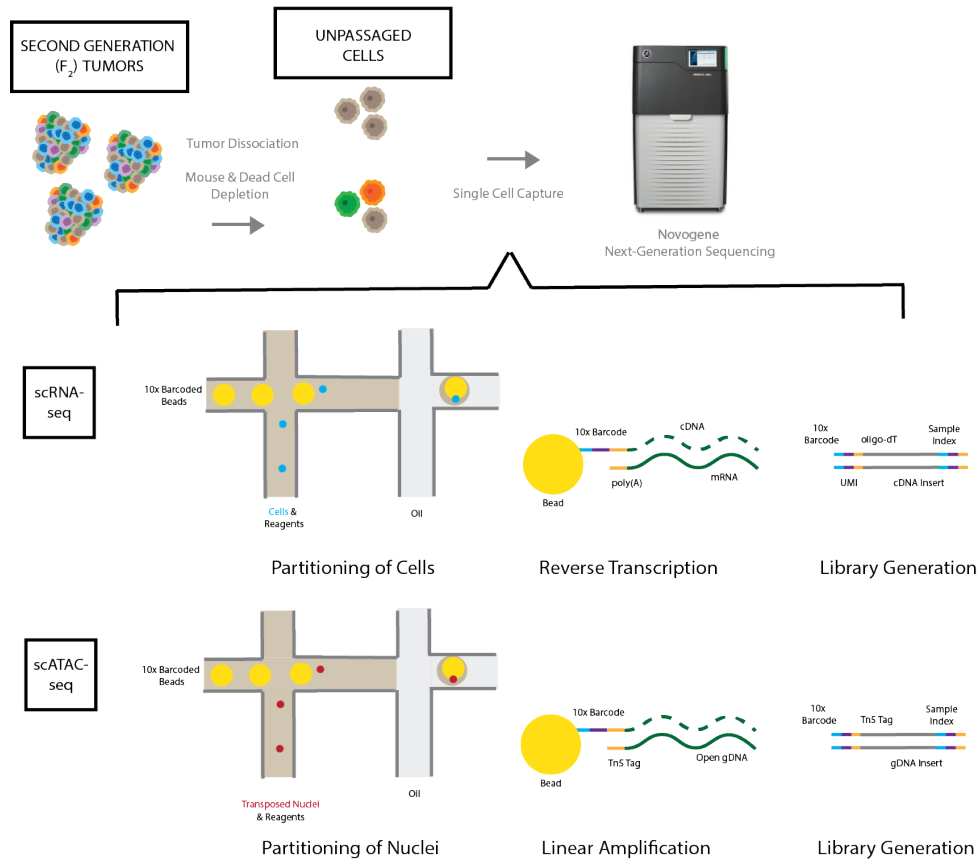 SECOND GENERATION
(F2) TUMORS
UNPASSAGED
CELLS
Tumor Dissociation
Mouse & Dead Cell
Depletion
Single Cell Capture
Novogene
Next-Generation Sequencing
scRNA-
seq
10x Barcoded
Beads
Cells &
Reagents
Oil
Partitioning of Cells
10x Barcode
cDNA
poly(A)
mRNA
Bead
Reverse Transcription
10x
Barcode
oligo-dT
Sample
Index
UMI
cDNA Insert
Library Generation
scATAC-
seq
10x Barcoded
Beads
Transposed Nuclei
& Reagents
Oil
Partitioning of Nuclei
10x Barcode
Tn5 Tag
Open gDNA
Bead
Linear Amplification
10x
Barcode
Tn5 Tag
Sample
Index
gDNA Insert
Library Generation